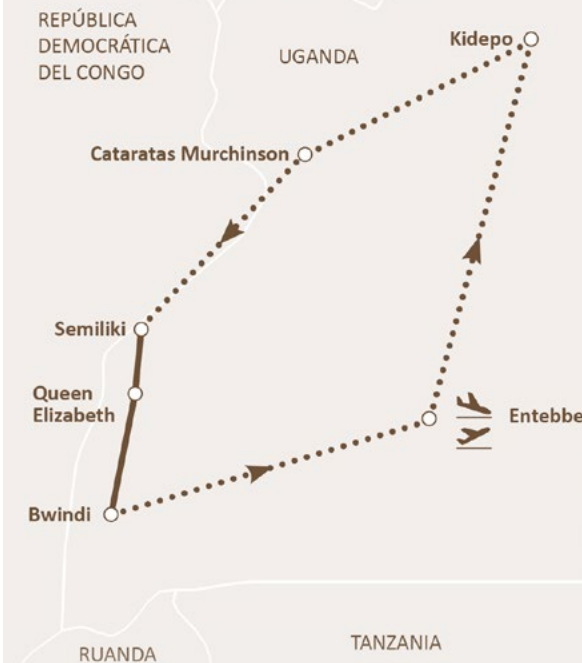 REPÚBLICA
DEMOCRÁTICA
DEL CONGO
UGANDA
Kidepo
Cataratas Murchinson
Semiliki
Queen
Elizabeth
Entebbe
Bwindi
RUANDA
TANZANIA